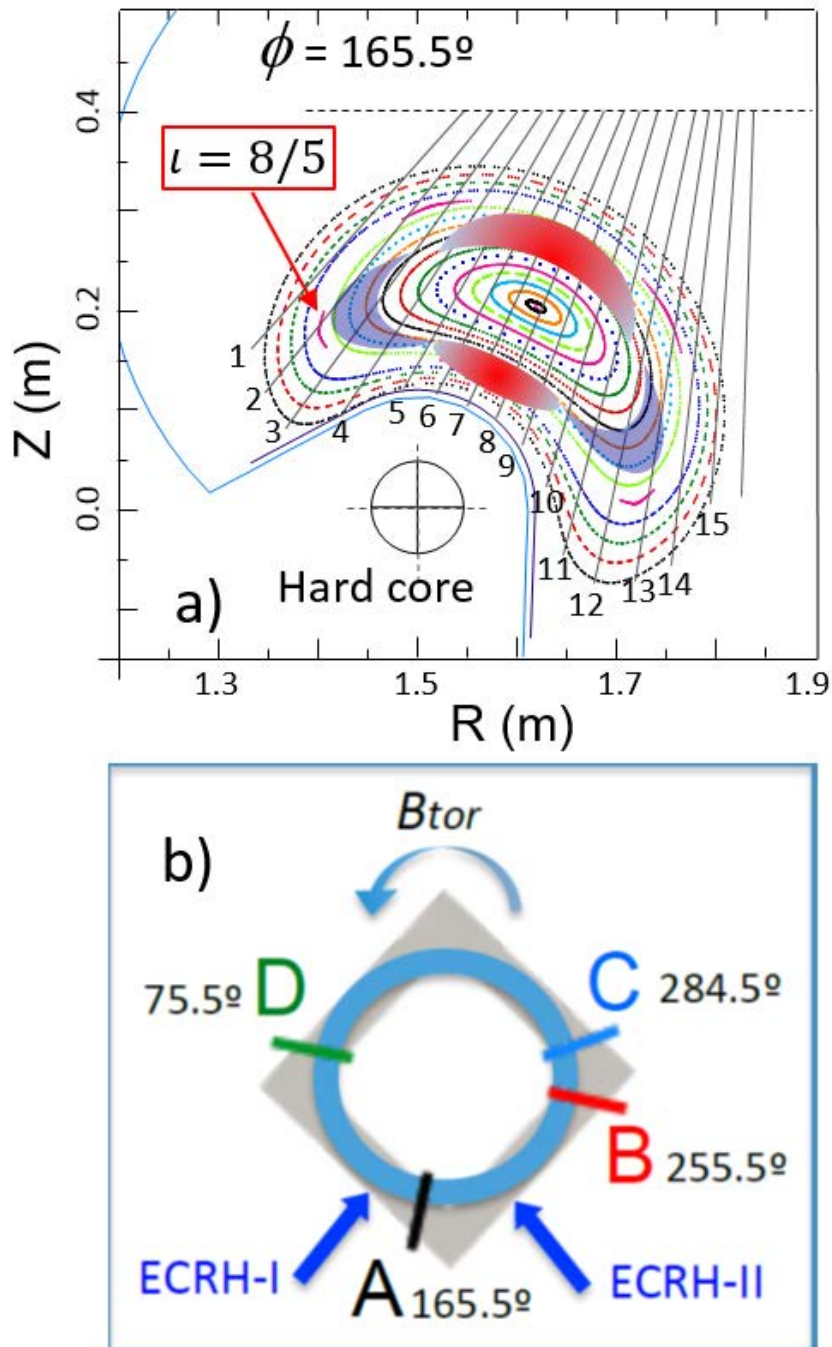 ϕ = 165.5º
0.4
ι = 8/5
0.2
Z (m)
0.0
1
2
3
4
5
6
7
8
9
10
11
12
13
14
15
Hard core
a)
1.3
1.5
1.7
1.9
R (m)
b)
Btor
75.5º D
C 284.5º
B 255.5º
ECRH-I
A 165.5º
ECRH-II